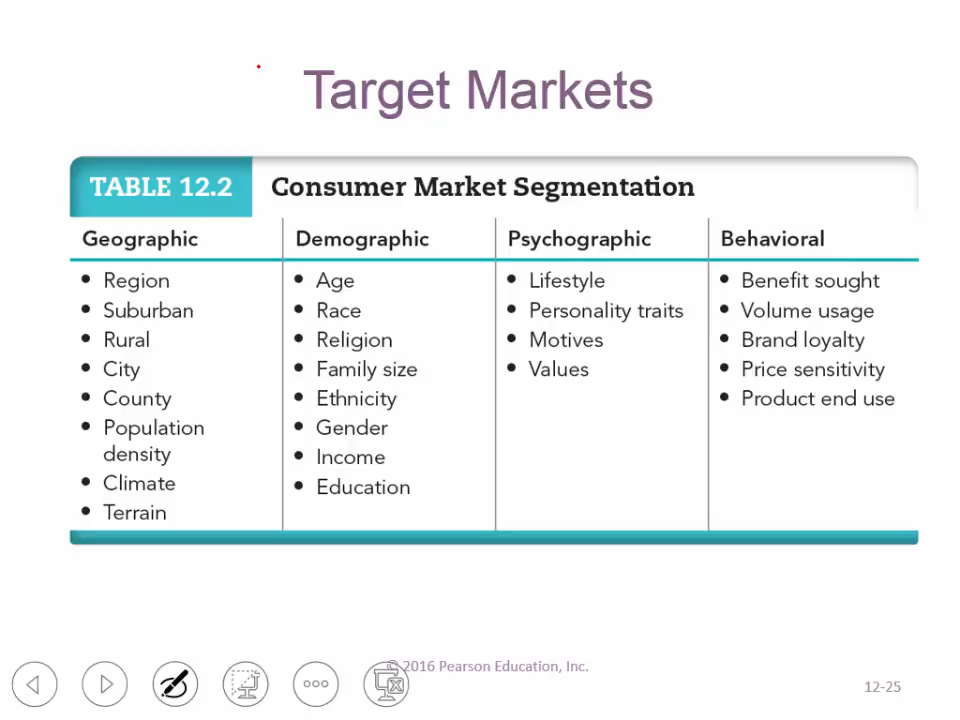 Target Markets
TABLE 12.2 Consumer Market Segmentation
Geographic
• Region
• Suburban
• Rural
• City
• County
• Population
density
• Climate
• Terrain
Demographic
• Age
• Race
• Religion
• Family size
• Ethnicity
• Gender
• Income
• Education
Psychographic
• Lifestyle
• Personality traits
• Motives
• Values
Behavioral
• Benefit sought
• Volume usage
• Brand loyalty
• Price sensitivity
• Product end use
© 2016 Pearson Education, Inc.
12-25